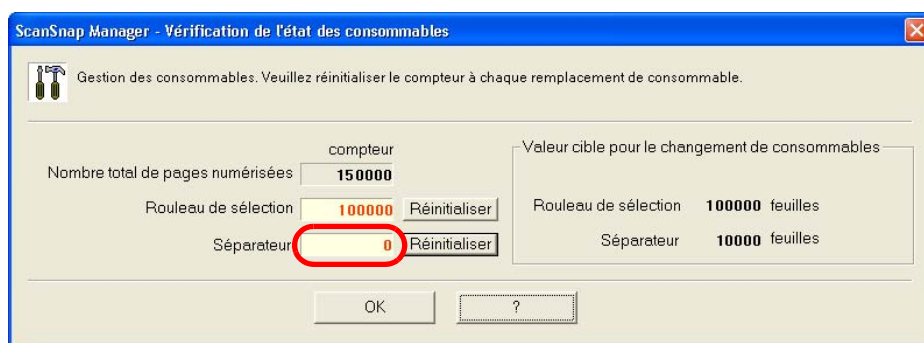 ScanSnap Manager - Vérification de l'état des consommables
Gestion des consommables. Veuillez réinitialiser le compteur à chaque remplacement de consommable.
compteur
Nombre total de pages numérisées 150000
Rouleau de sélection 100000 Réinitialiser
Séparateur 0 Réinitialiser
Valeur cible pour le changement de consommables
Rouleau de sélection 100000 feuilles
Séparateur 10000 feuilles
OK ?